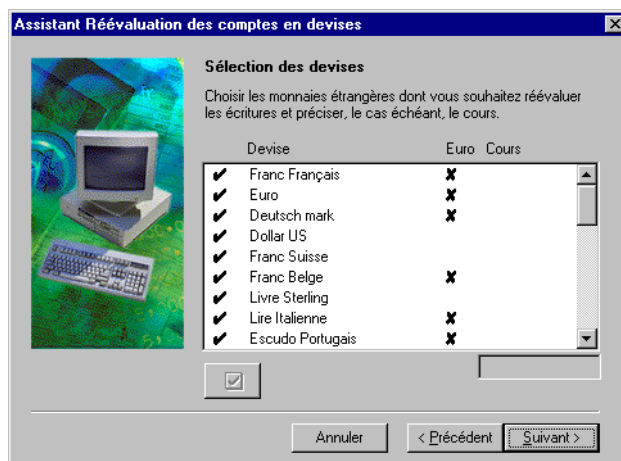 Assistant Réévaluation des comptes en devises
Sélection des devises
Choisir les monnaies étrangères dont vous souhaitez réévaluer
les écritures et préciser, le cas échéant, le cours.
Devise Euro Cours
✔ Franc Français ✘
✔ Euro ✘
✔ Deutsch mark ✘
✔ Dollar US
✔ Franc Suisse
✔ Franc Belge ✘
✔ Livre Sterling
✔ Lire Italienne ✘
✔ Escudo Portugais ✘
Annuler < Précédent Suivant >